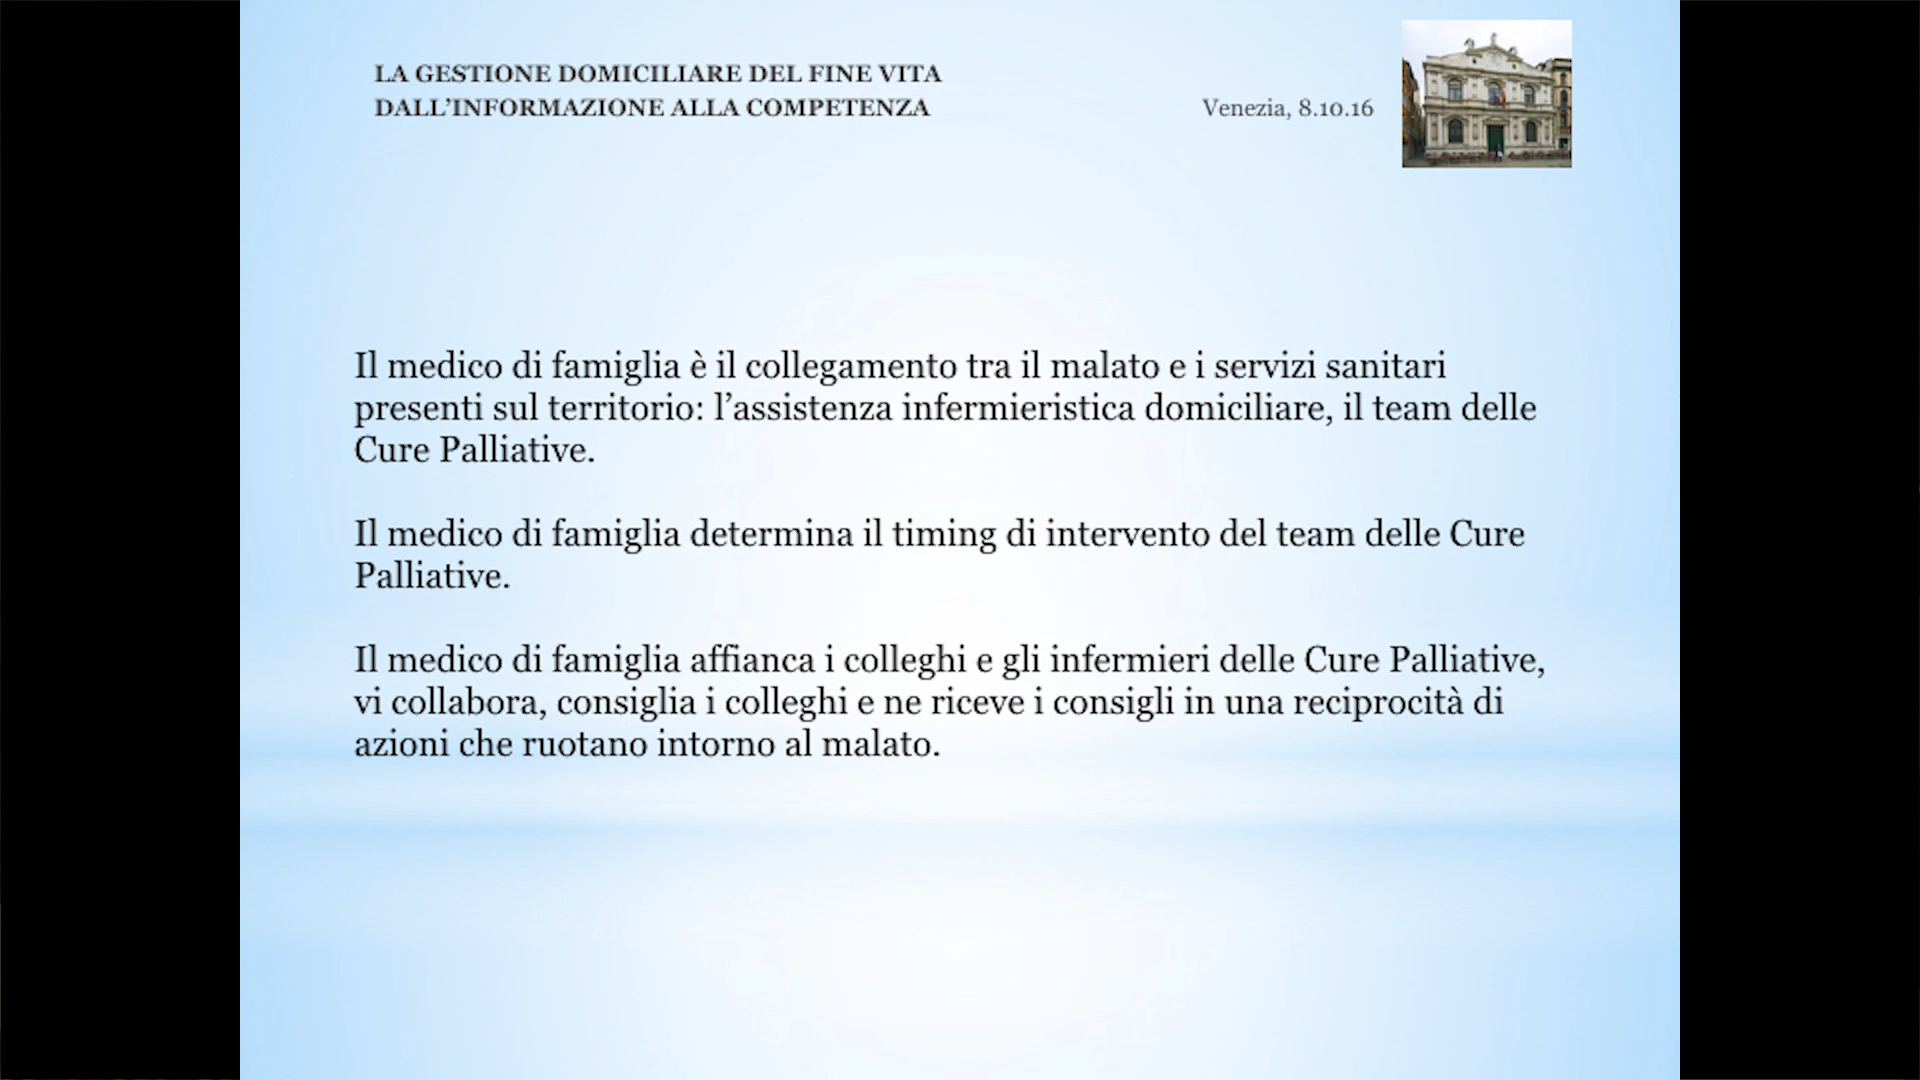 LA GESTIONE DOMICILIARE DEL FINE VITA
DALL’INFORMAZIONE ALLA COMPETENZA
Venezia, 8.10.16
Il medico di famiglia è il collegamento tra il malato e i servizi sanitari
presenti sul territorio: l’assistenza infermieristica domiciliare, il team delle
Cure Palliative.
Il medico di famiglia determina il timing di intervento del team delle Cure
Palliative.
Il medico di famiglia affianca i colleghi e gli infermieri delle Cure Palliative,
vi collabora, consiglia i colleghi e ne riceve i consigli in una reciprocità di
azioni che ruotano intorno al malato.